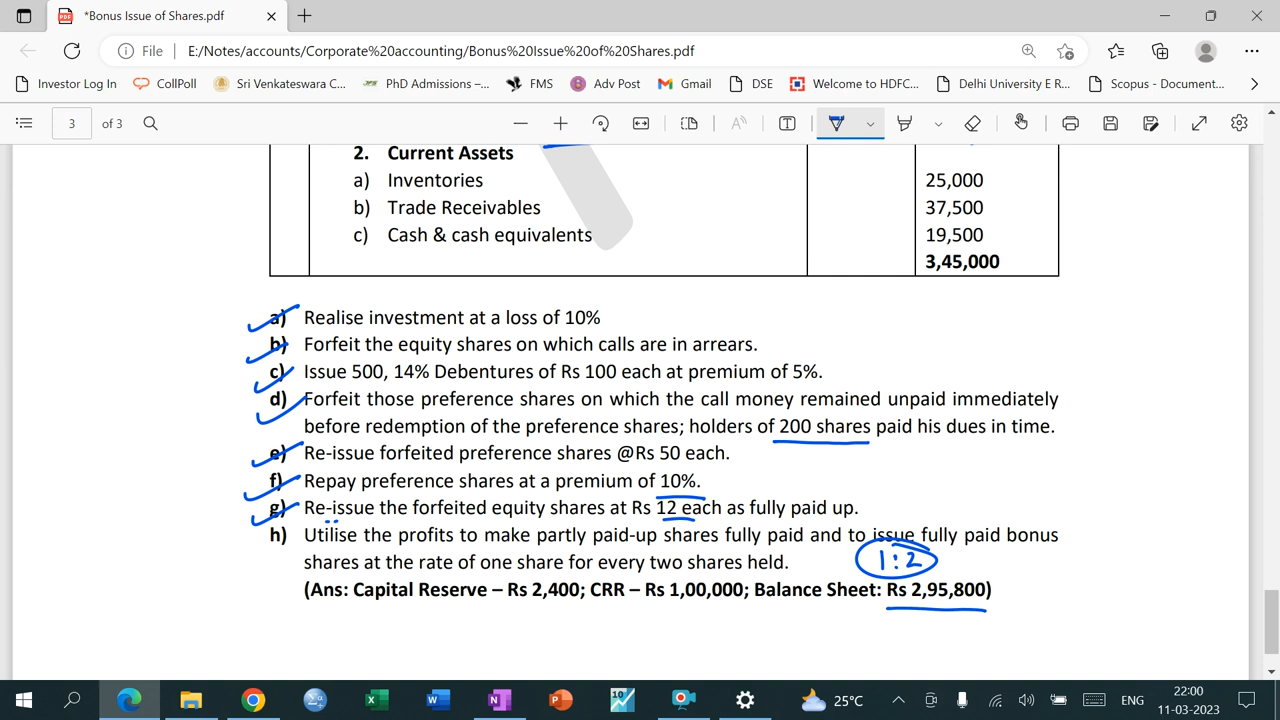 *Bonus Issue of Shares.pdf
File E:/Notes/accounts/Corporate%20accounting/Bonus%20Issue%20of%20Shares.pdf
Investor Log In CollPoll Sri Venkateswara C... PhD Admissions –... FMS Adv Post Gmail DSE Welcome to HDFC... Delhi University E R... Scopus - Document...
3 of 3
2. Current Assets
a) Inventories 25,000
b) Trade Receivables 37,500
c) Cash & cash equivalents 19,500
3,45,000
a) Realise investment at a loss of 10%
b) Forfeit the equity shares on which calls are in arrears.
c) Issue 500, 14% Debentures of Rs 100 each at premium of 5%.
d) Forfeit those preference shares on which the call money remained unpaid immediately
before redemption of the preference shares; holders of 200 shares paid his dues in time.
e) Re-issue forfeited preference shares @Rs 50 each.
f) Repay preference shares at a premium of 10%.
g) Re-issue the forfeited equity shares at Rs 12 each as fully paid up.
h) Utilise the profits to make partly paid-up shares fully paid and to issue fully paid bonus
shares at the rate of one share for every two shares held. 1:2
(Ans: Capital Reserve – Rs 2,400; CRR – Rs 1,00,000; Balance Sheet: Rs 2,95,800)
25°C ENG 22:00
11-03-2023